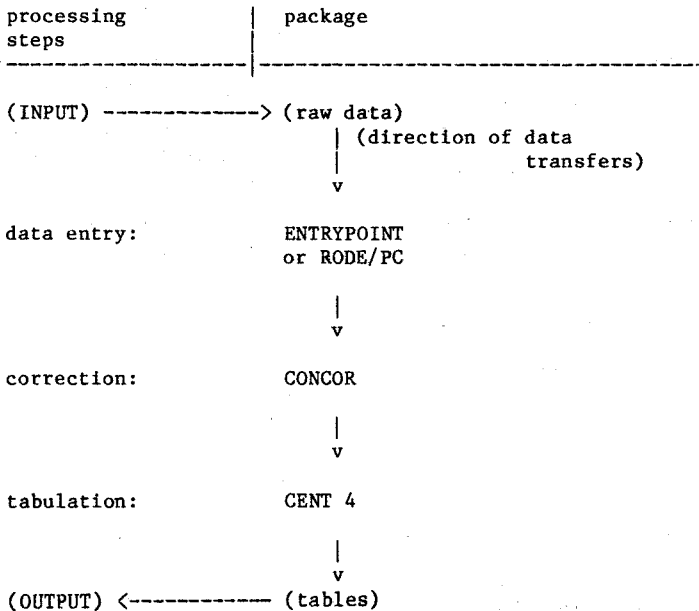 processing | package
steps |
---------------------|---------------------------------------
(INPUT) --------------> (raw data)
| (direction of data
| transfers)
v
data entry: ENTRYPOINT
or RODE/PC
|
v
correction: CONCOR
|
v
tabulation: CENT 4
|
v
(OUTPUT) <------------ (tables)